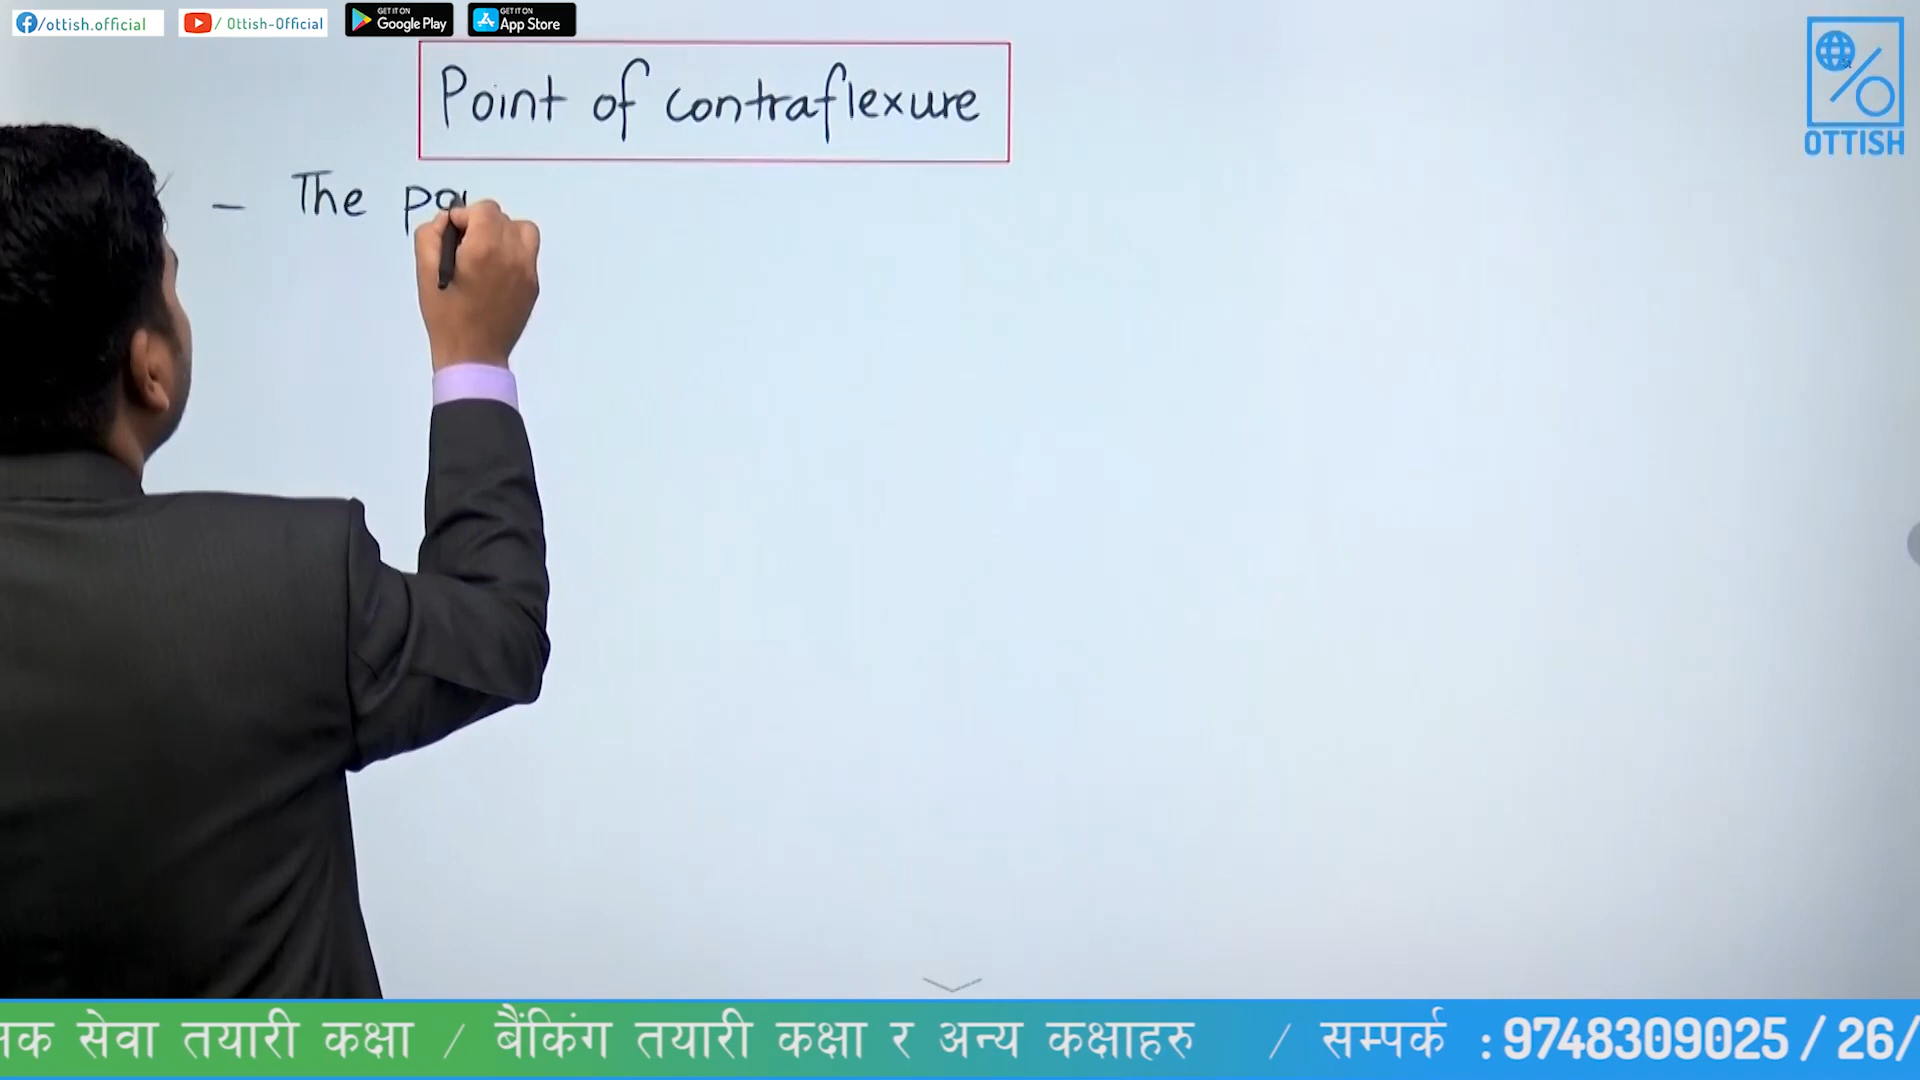 /ottish.official / Ottish-Official GET IT ON Google Play GET IT ON App Store
Point of contraflexure
OTTISH
- The
सेवा तयारी कक्षा / बैंकिंग तयारी कक्षा र अन्य कक्षाहरु / सम्पर्क : 9748309025 / 26/